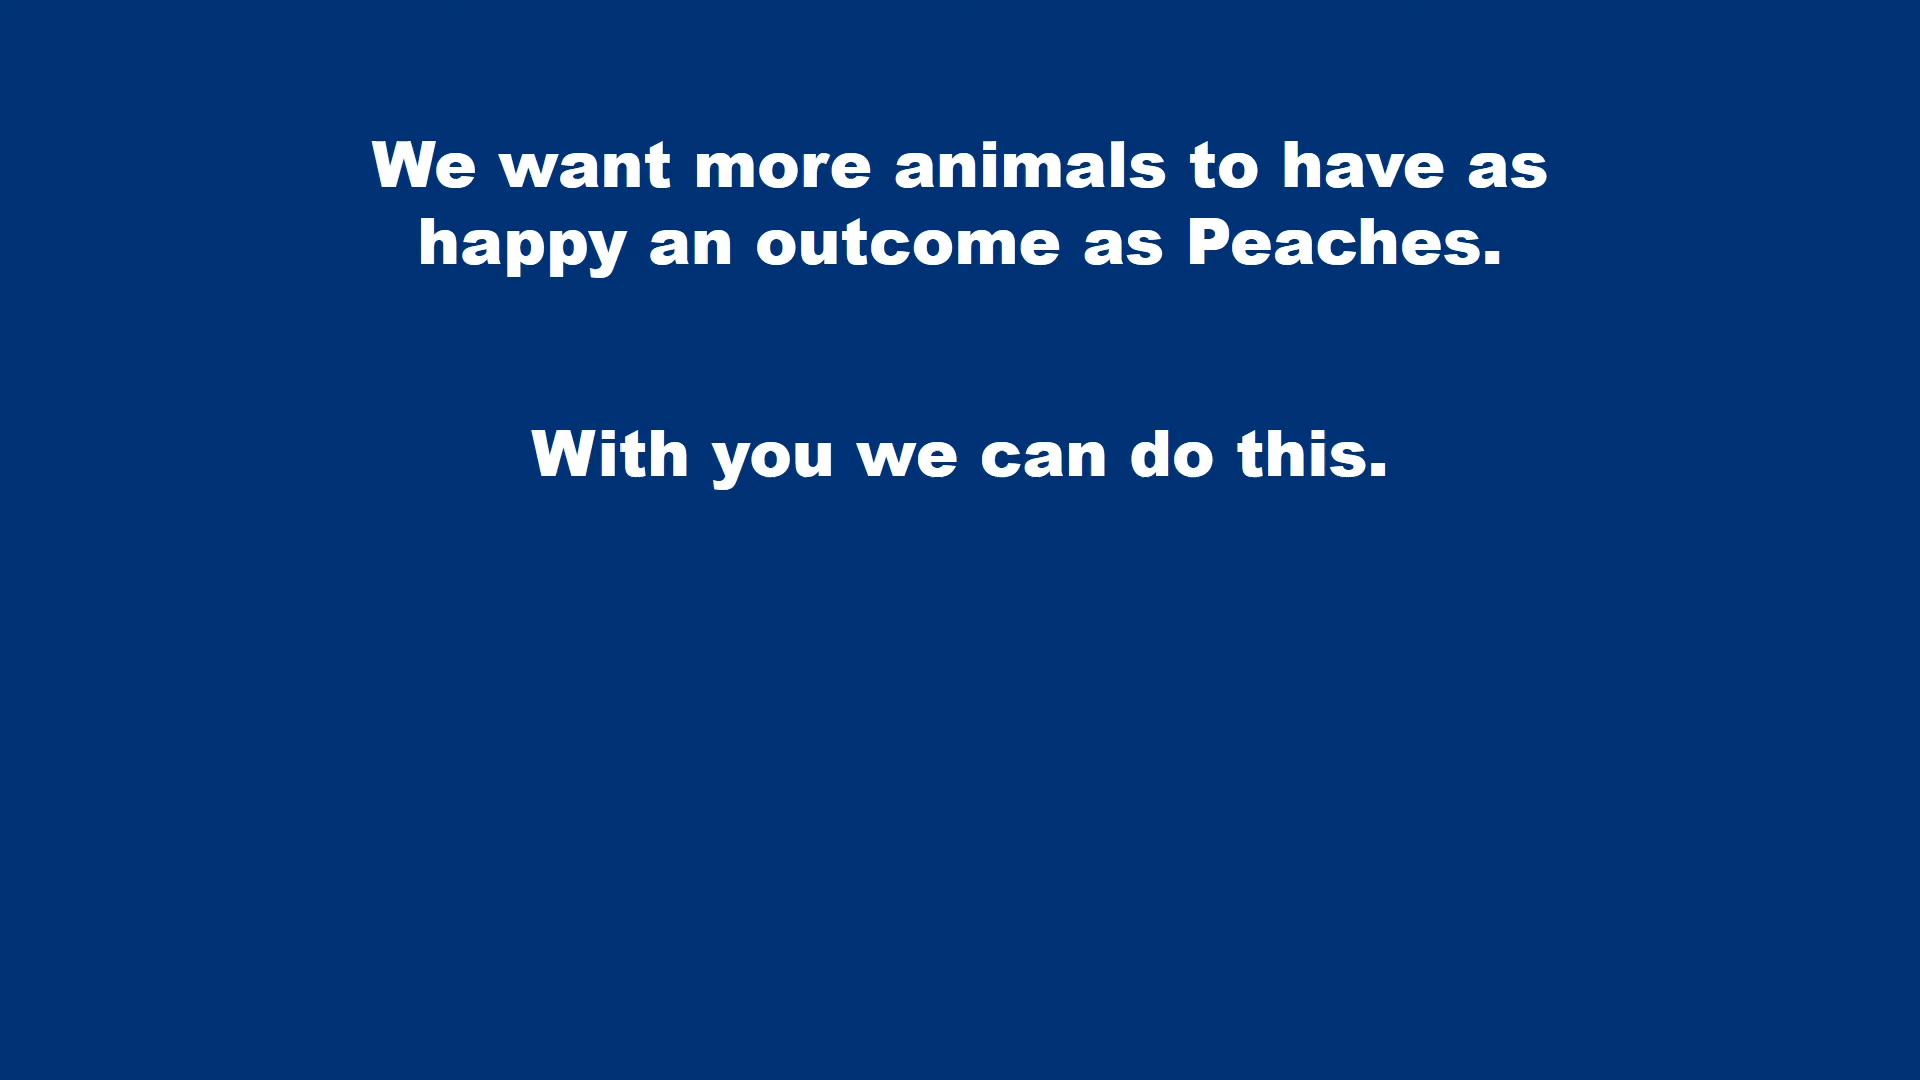 We want more animals to have as
happy an outcome as Peaches.
With you we can do this.